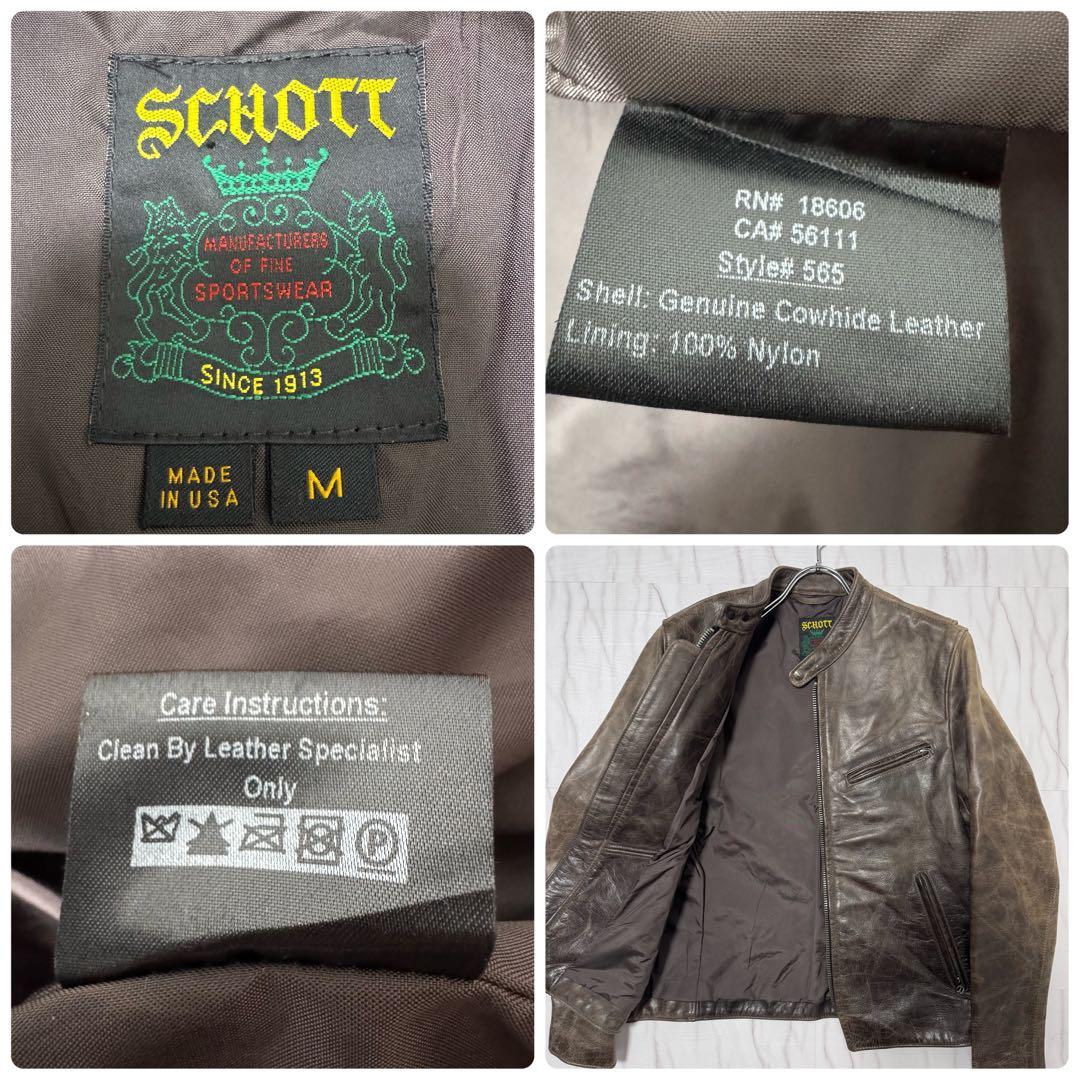 SCHOTT
MANUFACTURERS
OF FINE
SPORTSWEAR
SINCE 1913
MADE
IN USA
M
RN# 18606
CA# 56111
Style# 565
Shell: Genuine Cowhide Leather
Lining: 100% Nylon
Care Instructions:
Clean By Leather Specialist
Only
P
SCHOTT